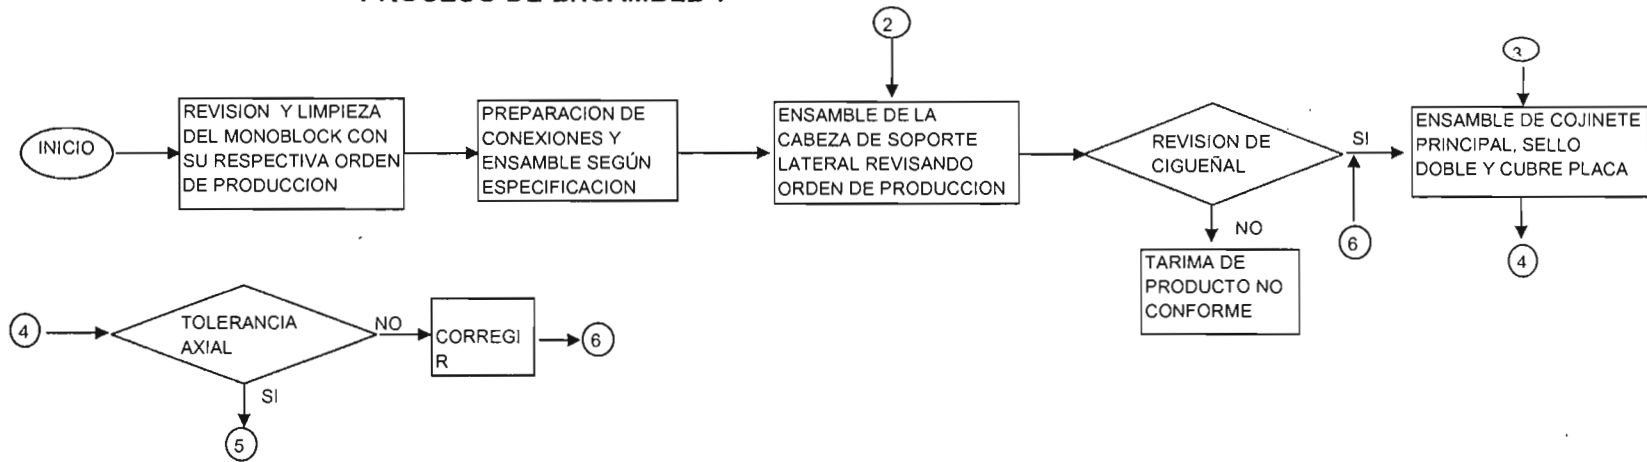 2
3
INICIO
REVISION Y LIMPIEZA
DEL MONOBLOCK CON
SU RESPECTIVA ORDEN
DE PRODUCCION
PREPARACION DE
CONEXIONES Y
ENSAMBLE SEGÚN
ESPECIFICACION
ENSAMBLE DE LA
CABEZA DE SOPORTE
LATERAL REVISANDO
ORDEN DE PRODUCCION
REVISION DE
CIGUEÑAL
SI
ENSAMBLE DE COJINETE
PRINCIPAL, SELLO
DOBLE Y CUBRE PLACA
NO
6
4
TARIMA DE
PRODUCTO NO
CONFORME
4
TOLERANCIA
AXIAL
NO
CORREGI
R
6
SI
5